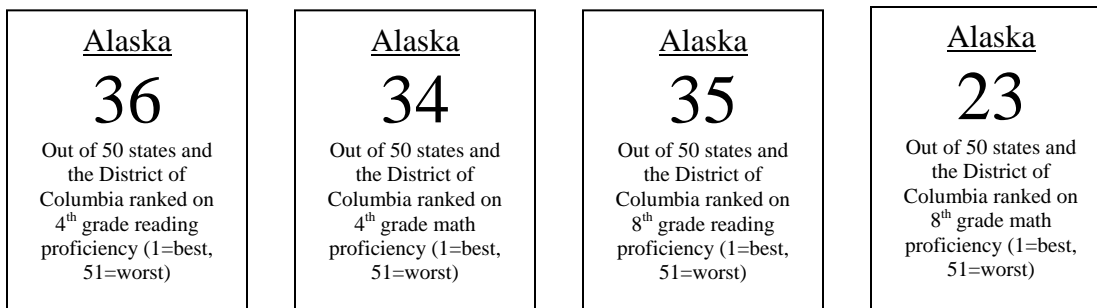 Alaska
36
Out of 50 states and
the District of
Columbia ranked on
4th grade reading
proficiency (1=best,
51=worst)
Alaska
34
Out of 50 states and
the District of
Columbia ranked on
4th grade math
proficiency (1=best,
51=worst)
Alaska
35
Out of 50 states and
the District of
Columbia ranked on
8th grade reading
proficiency (1=best,
51=worst)
Alaska
23
Out of 50 states and
the District of
Columbia ranked on
8th grade math
proficiency (1=best,
51=worst)